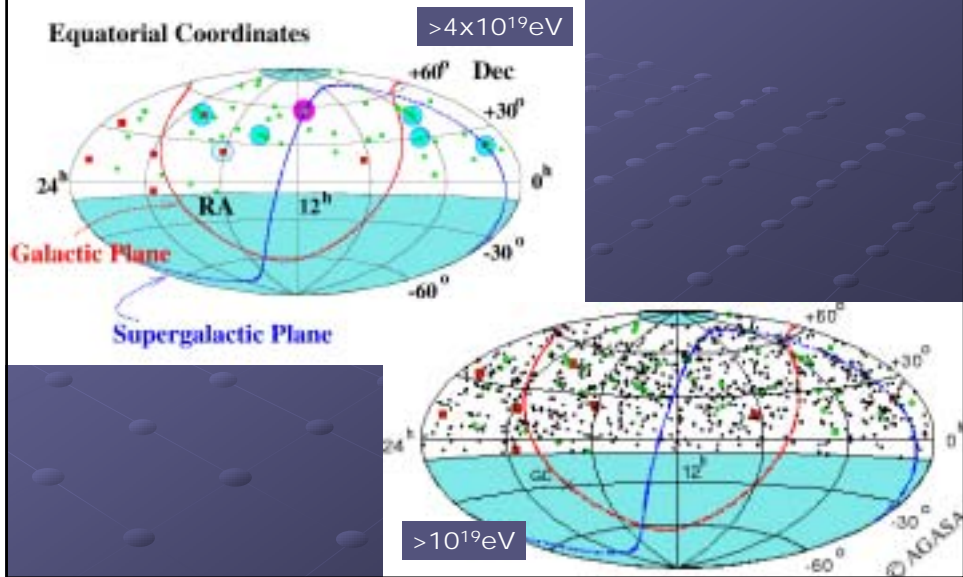 Equatorial Coordinates
>4x10¹⁹eV
+60° Dec
+30°
24ʰ
0ʰ
RA
12ʰ
Galactic Plane
-30°
-60°
Supergalactic Plane
+60°
+30°
24ʰ
0ʰ
GC
12ʰ
-30°
>10¹⁹eV
-60°
© AGASA